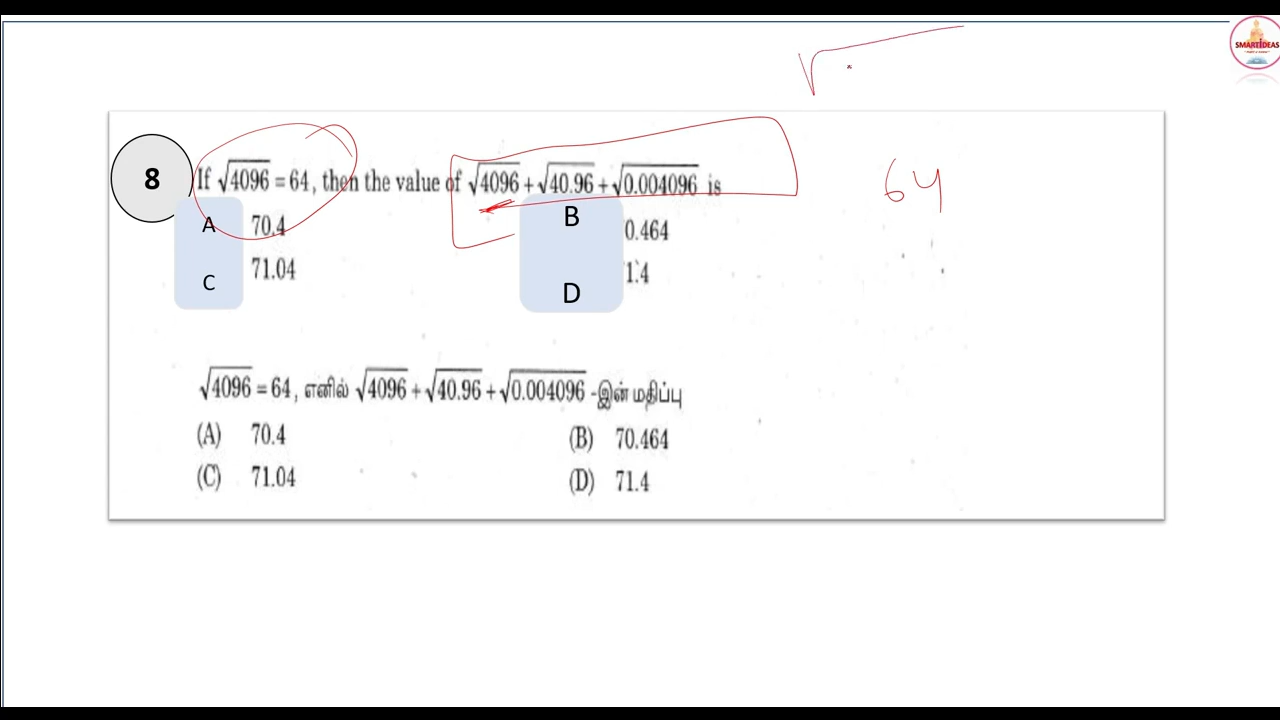 SMARTIDEAS
8
If √4096 = 64, then the value of √4096 + √40.96 + √0.004096 is
A 70.4 B 0.464
C 71.04 D 1.4
64
√4096 = 64, எனில் √4096 + √40.96 + √0.004096 -இன் மதிப்பு
(A) 70.4 (B) 70.464
(C) 71.04 (D) 71.4